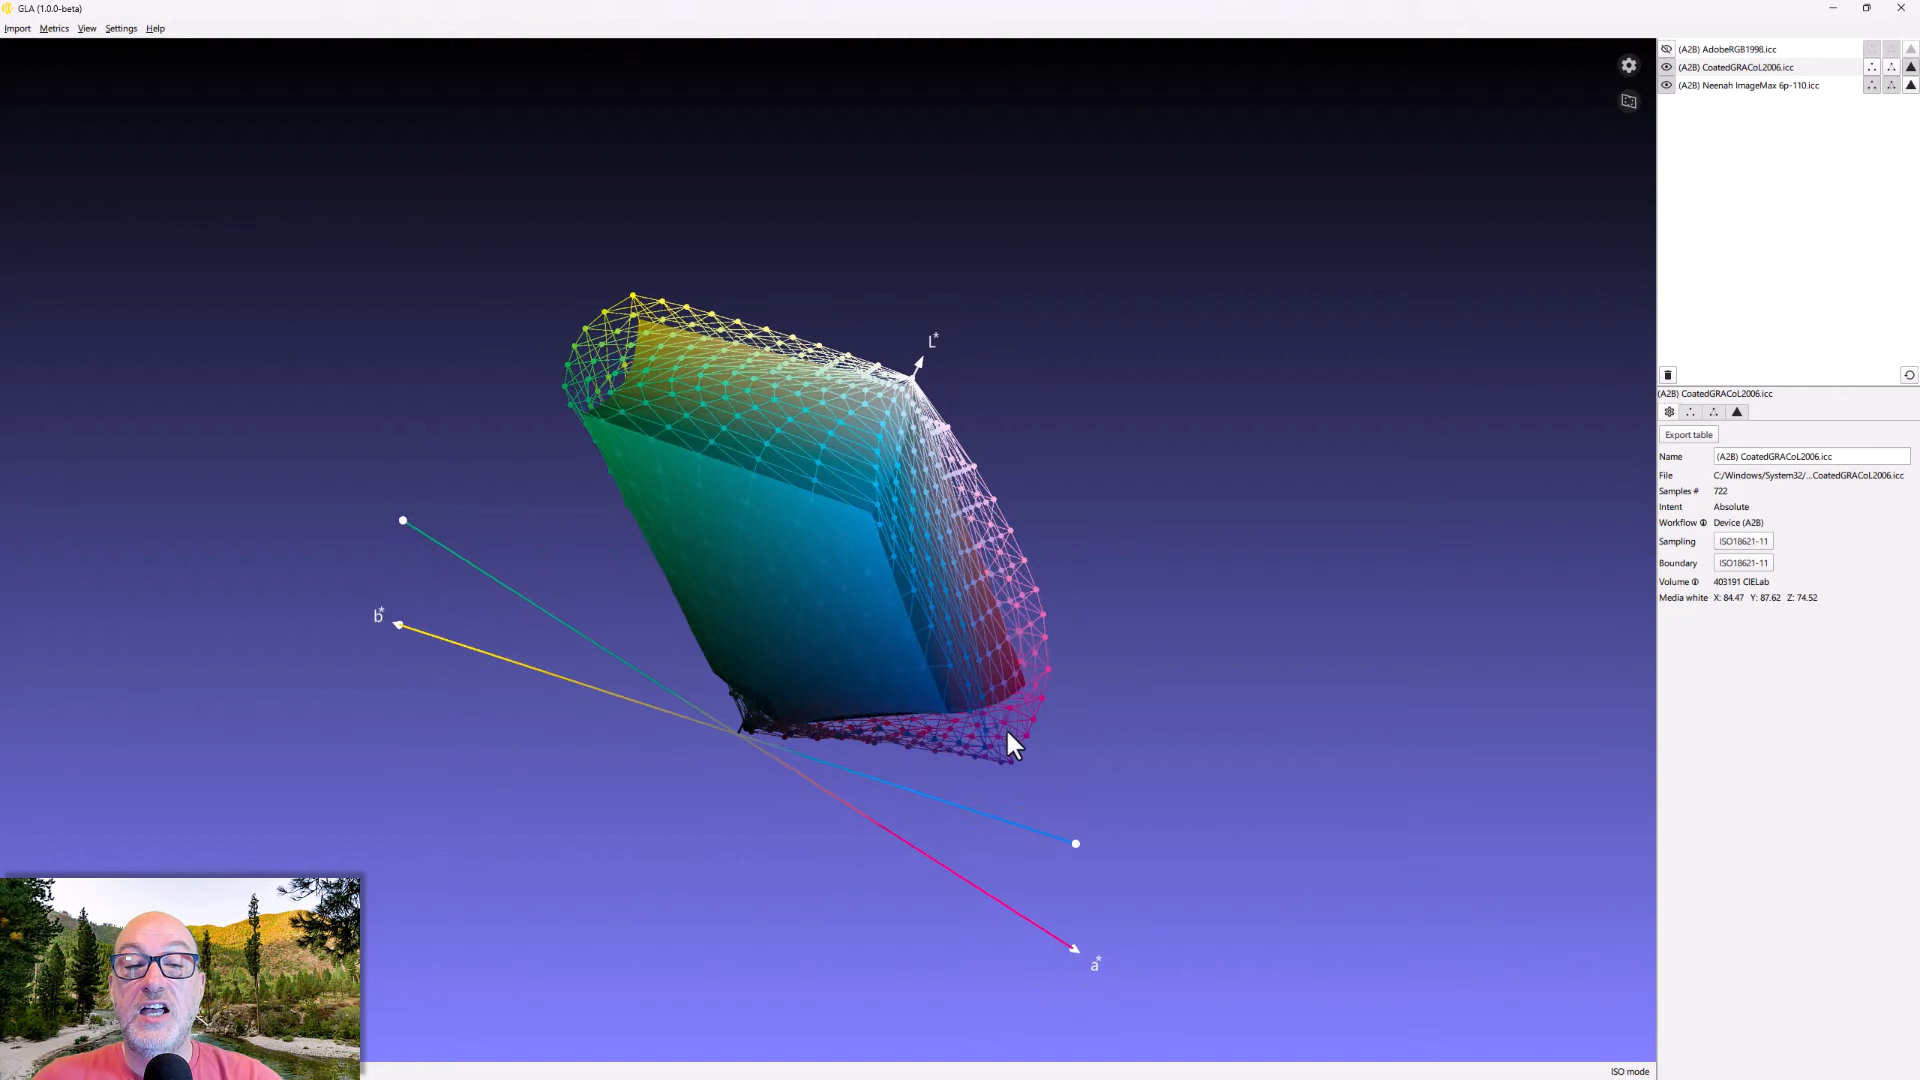 GLA (1.0.0-beta)
Import Metrics View Settings Help
(A2B) AdobeRGB1998.icc
(A2B) CoatedGRACoL2006.icc
(A2B) Neenah ImageMax 6p-110.icc
L*
b*
a*
(A2B) CoatedGRACoL2006.icc
Export table
Name (A2B) CoatedGRACoL2006.icc
File C:/Windows/System32/...CoatedGRACoL2006.icc
Samples # 722
Intent Absolute
Workflow Device (A2B)
Sampling ISO18621-11
Boundary ISO18621-11
Volume 403191 CIELab
Media white X: 84.47 Y: 87.62 Z: 74.52
ISO mode